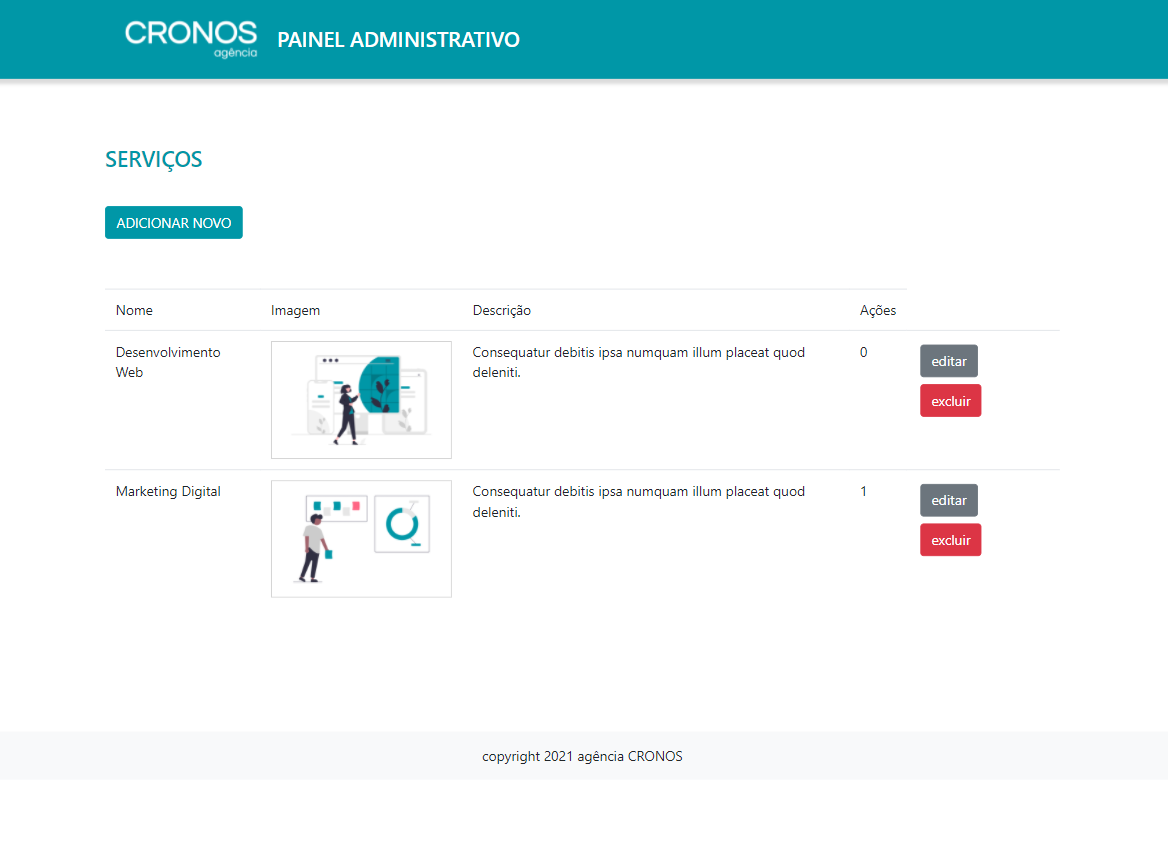 CRONOS
agência
PAINEL ADMINISTRATIVO
SERVIÇOS
ADICIONAR NOVO
Nome Imagem Descrição Ações
Desenvolvimento
Web
Consequatur debitis ipsa numquam illum placeat quod
deleniti.
0
editar
excluir
Marketing Digital
Consequatur debitis ipsa numquam illum placeat quod
deleniti.
1
editar
excluir
copyright 2021 agência CRONOS